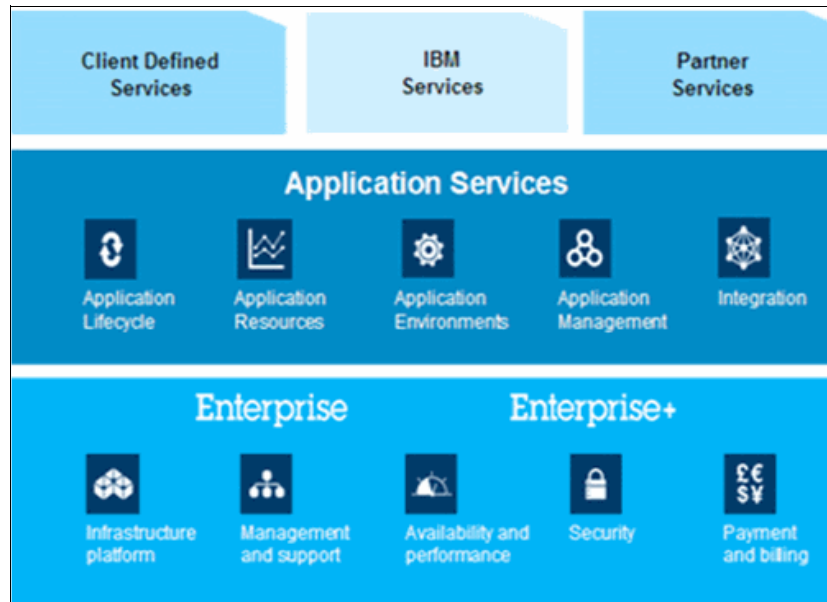 Client Defined
Services
IBM
Services
Partner
Services
Application Services
Application
Lifecycle
Application
Resources
Application
Environments
Application
Management
Integration
Enterprise
Enterprise+
Infrastructure
platform
Management
and support
Availability and
performance
Security
£€
$¥
Payment
and billing